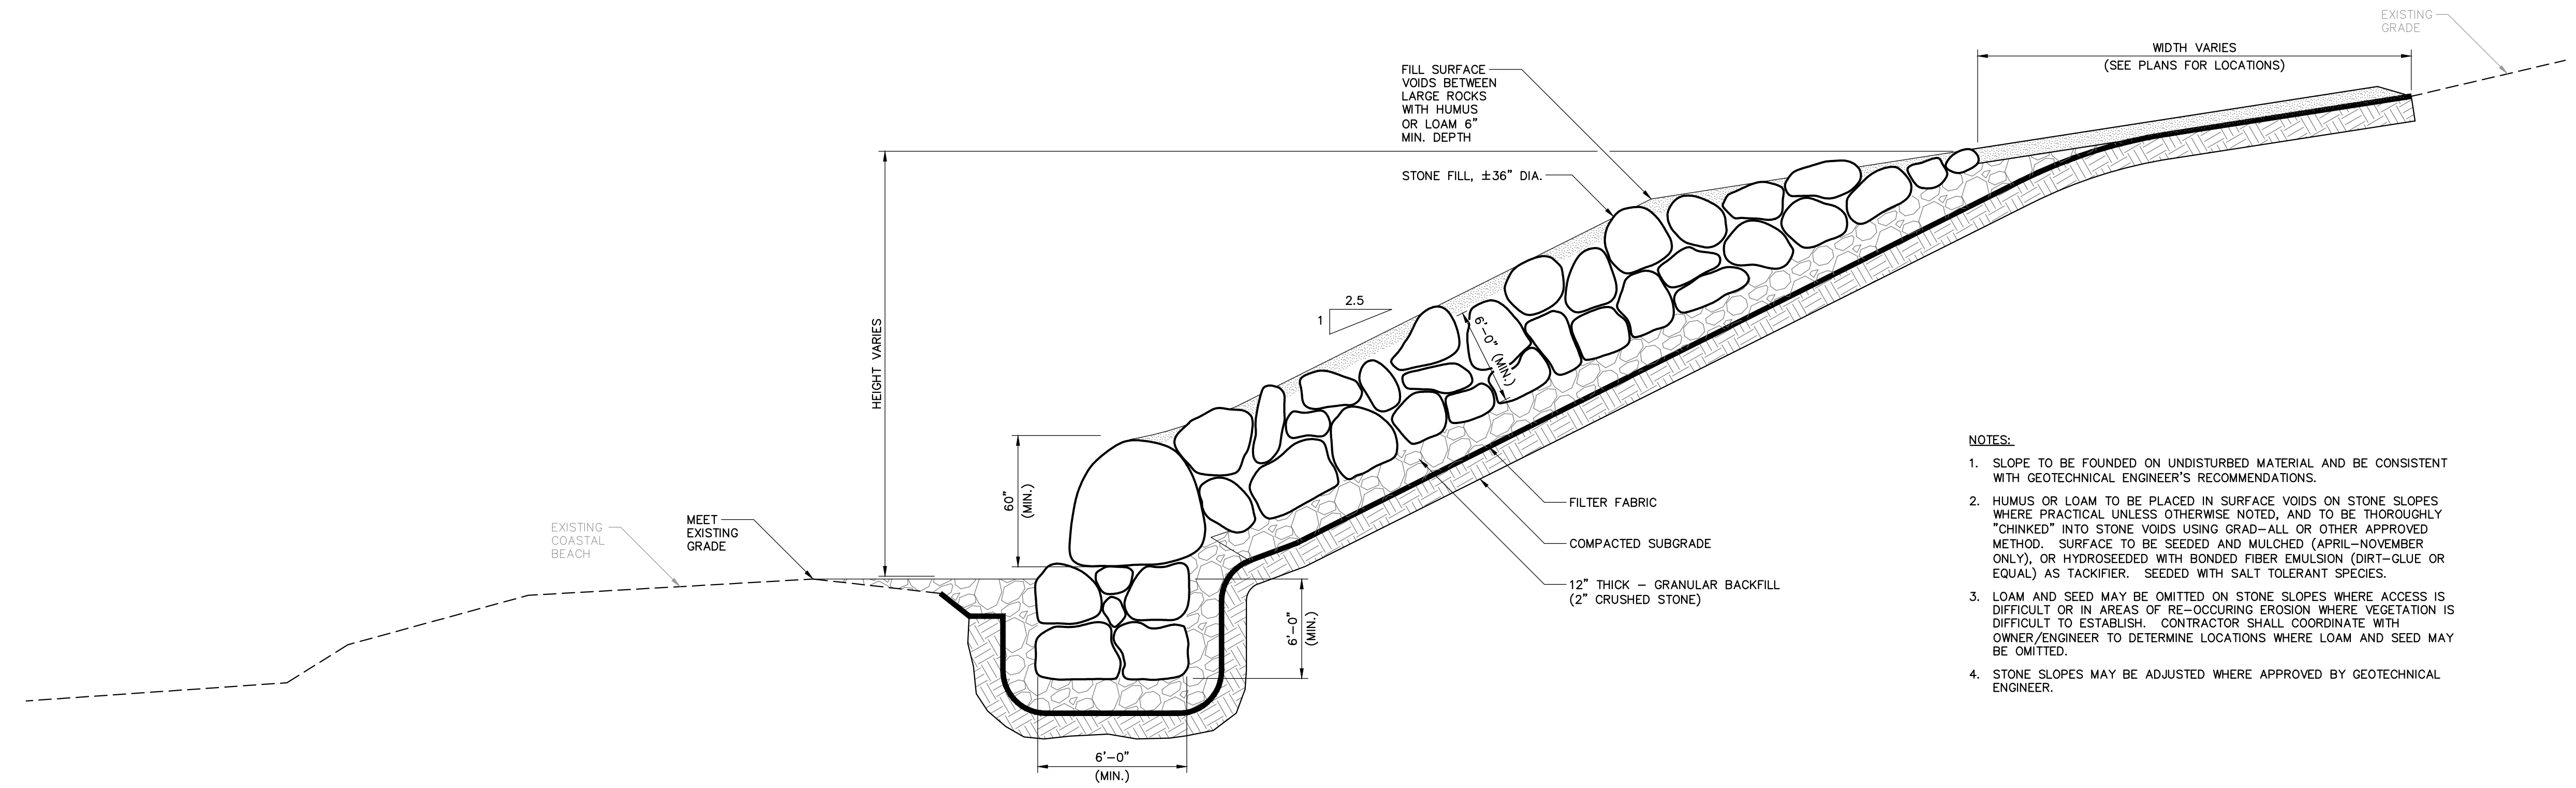 EXISTING
GRADE
WIDTH VARIES
(SEE PLANS FOR LOCATIONS)
FILL SURFACE
VOIDS BETWEEN
LARGE ROCKS
WITH HUMUS
OR LOAM 6"
MIN. DEPTH
STONE FILL, ±36" DIA.
2.5
1
6'-0" (MIN.)
HEIGHT VARIES
60"
(MIN.)
EXISTING
COASTAL
BEACH
MEET
EXISTING
GRADE
FILTER FABRIC
COMPACTED SUBGRADE
12" THICK – GRANULAR BACKFILL
(2" CRUSHED STONE)
6'-0"
(MIN.)
6'-0"
(MIN.)
NOTES:
1. SLOPE TO BE FOUNDED ON UNDISTURBED MATERIAL AND BE CONSISTENT
WITH GEOTECHNICAL ENGINEER'S RECOMMENDATIONS.
2. HUMUS OR LOAM TO BE PLACED IN SURFACE VOIDS ON STONE SLOPES
WHERE PRACTICAL UNLESS OTHERWISE NOTED, AND TO BE THOROUGHLY
"CHINKED" INTO STONE VOIDS USING GRAD-ALL OR OTHER APPROVED
METHOD. SURFACE TO BE SEEDED AND MULCHED (APRIL-NOVEMBER
ONLY), OR HYDROSEEDED WITH BONDED FIBER EMULSION (DIRT-GLUE OR
EQUAL) AS TACKIFIER. SEEDED WITH SALT TOLERANT SPECIES.
3. LOAM AND SEED MAY BE OMITTED ON STONE SLOPES WHERE ACCESS IS
DIFFICULT OR IN AREAS OF RE-OCCURING EROSION WHERE VEGETATION IS
DIFFICULT TO ESTABLISH. CONTRACTOR SHALL COORDINATE WITH
OWNER/ENGINEER TO DETERMINE LOCATIONS WHERE LOAM AND SEED MAY
BE OMITTED.
4. STONE SLOPES MAY BE ADJUSTED WHERE APPROVED BY GEOTECHNICAL
ENGINEER.